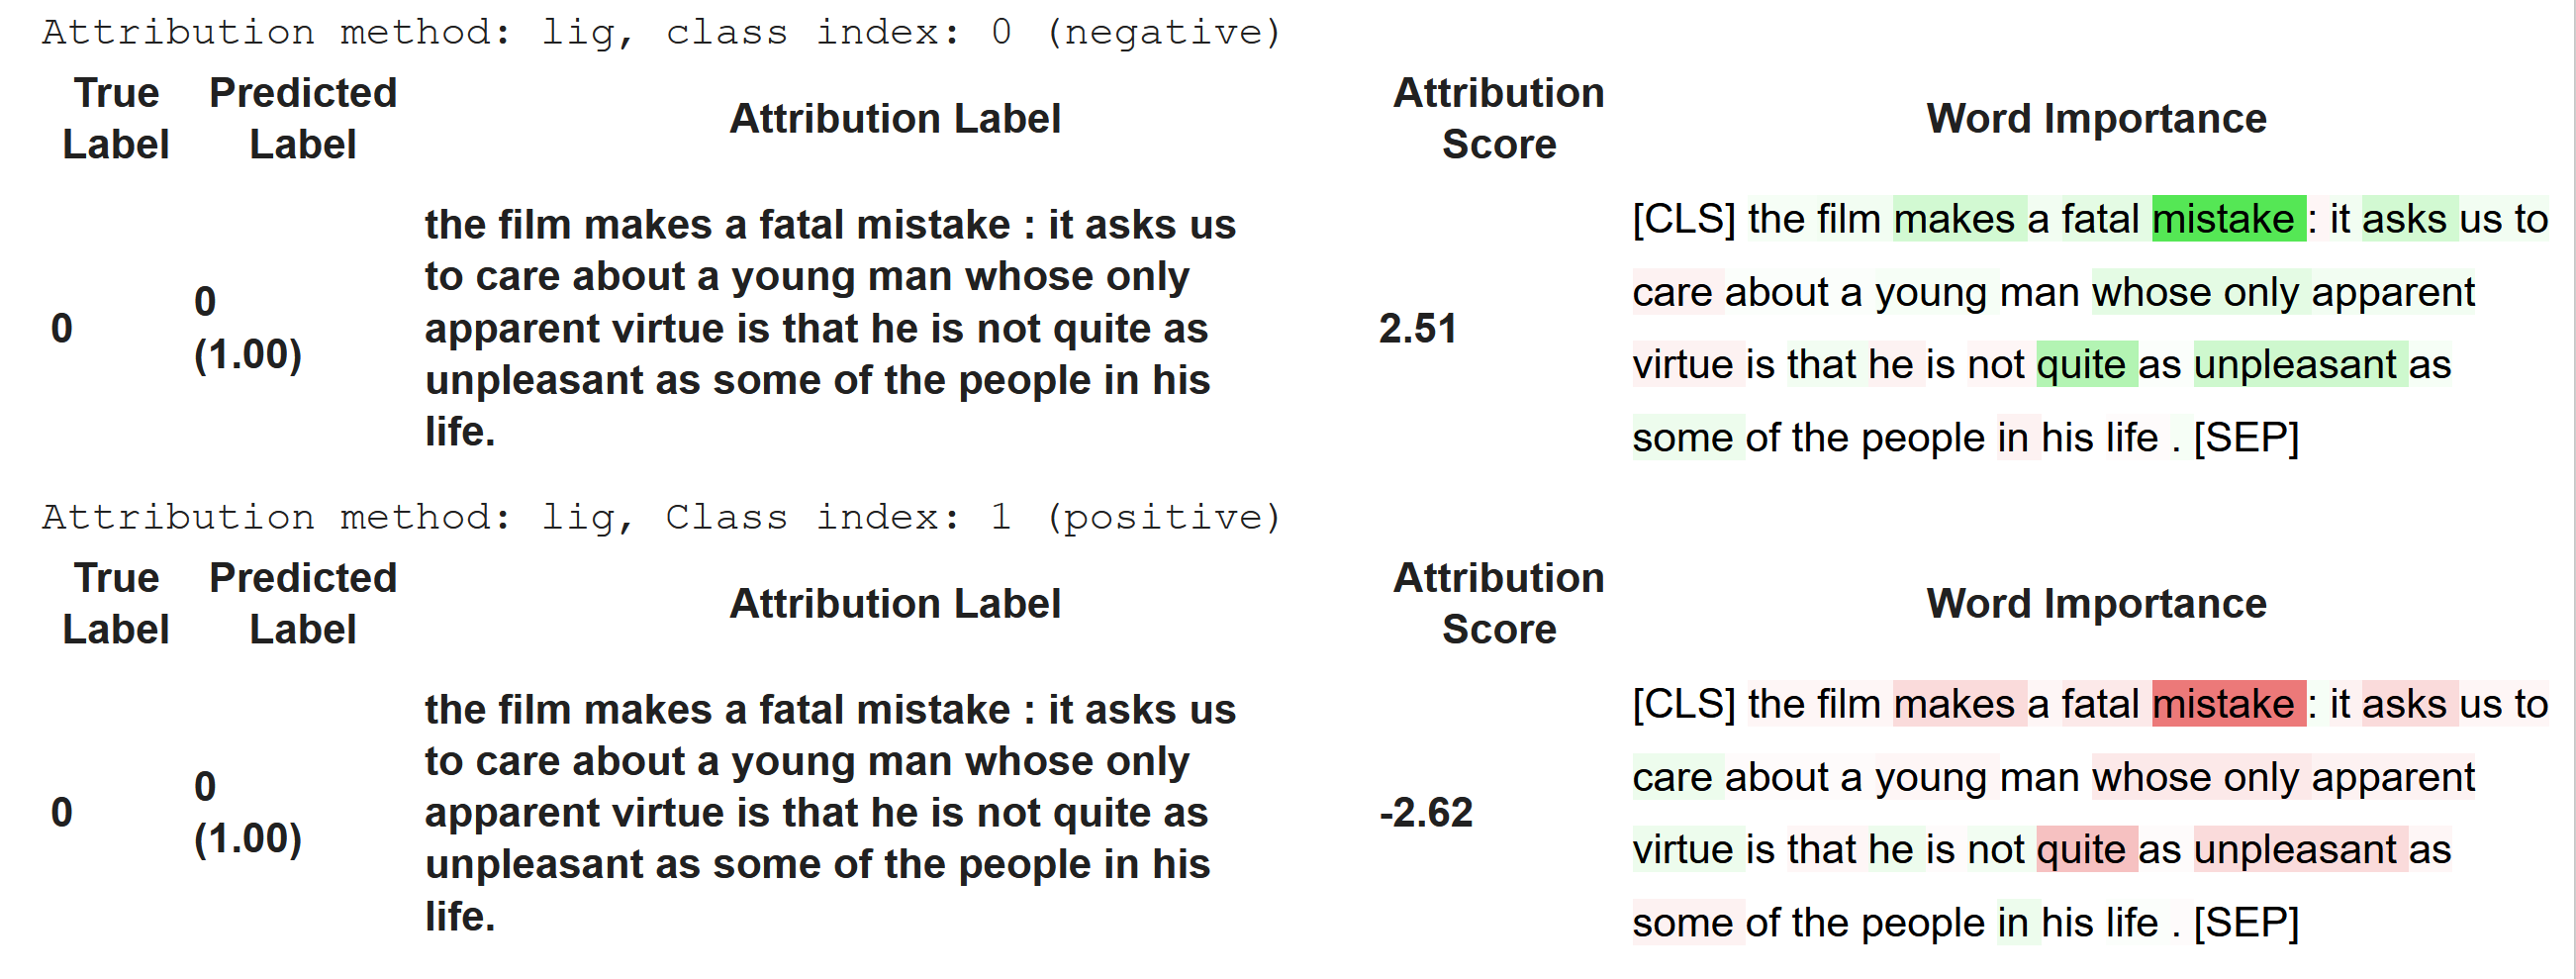 Attribution method: lig, class index: 0 (negative)
True Label
Predicted Label
Attribution Label
Attribution Score
Word Importance
0
0
(1.00)
the film makes a fatal mistake : it asks us
to care about a young man whose only
apparent virtue is that he is not quite as
unpleasant as some of the people in his
life.
2.51
[CLS] the film makes a fatal mistake : it asks us to
care about a young man whose only apparent
virtue is that he is not quite as unpleasant as
some of the people in his life . [SEP]
Attribution method: lig, Class index: 1 (positive)
True Label
Predicted Label
Attribution Label
Attribution Score
Word Importance
0
0
(1.00)
the film makes a fatal mistake : it asks us
to care about a young man whose only
apparent virtue is that he is not quite as
unpleasant as some of the people in his
life.
-2.62
[CLS] the film makes a fatal mistake : it asks us to
care about a young man whose only apparent
virtue is that he is not quite as unpleasant as
some of the people in his life . [SEP]